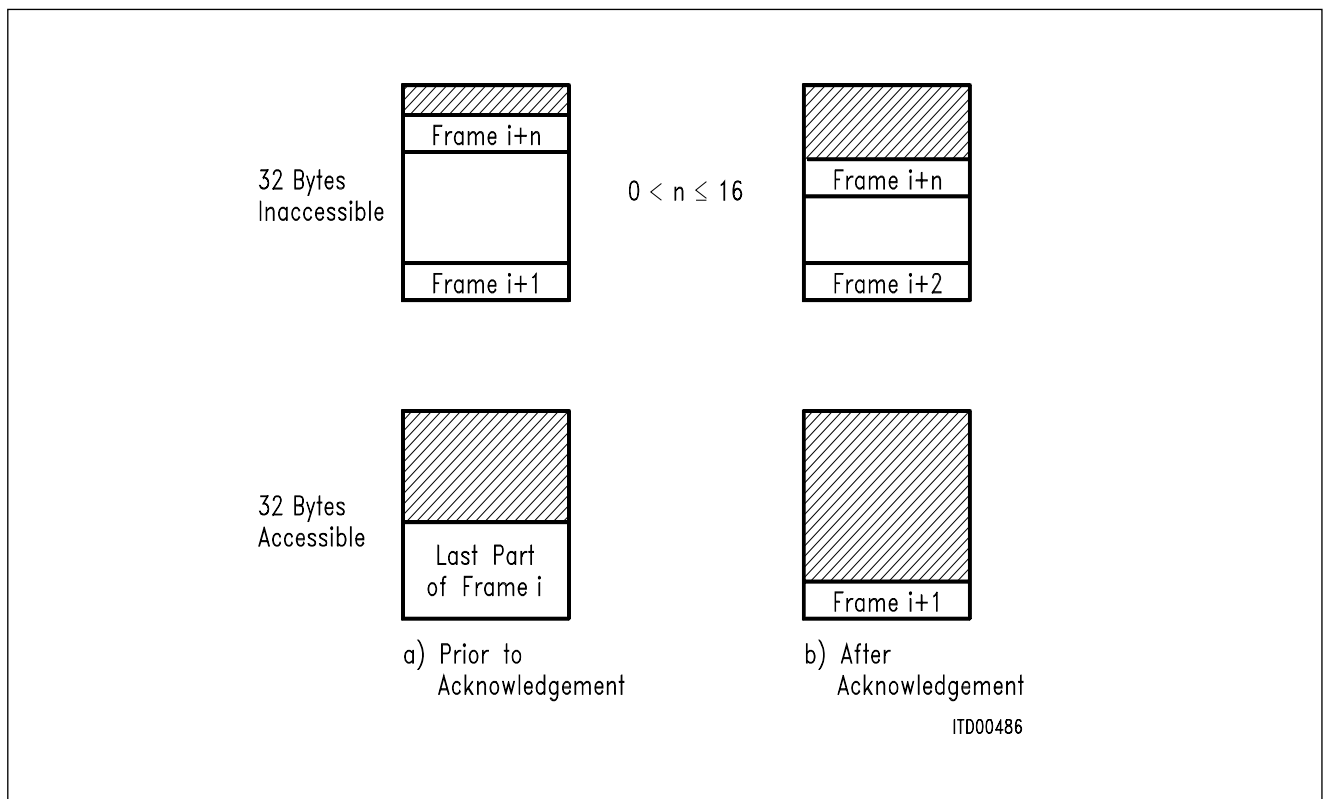 Frame i+n
32 Bytes
Inaccessible
Frame i+1
0 < n ≤ 16
Frame i+n
Frame i+2
32 Bytes
Accessible
Last Part
of Frame i
Frame i+1
a) Prior to
Acknowledgement
b) After
Acknowledgement
ITD00486